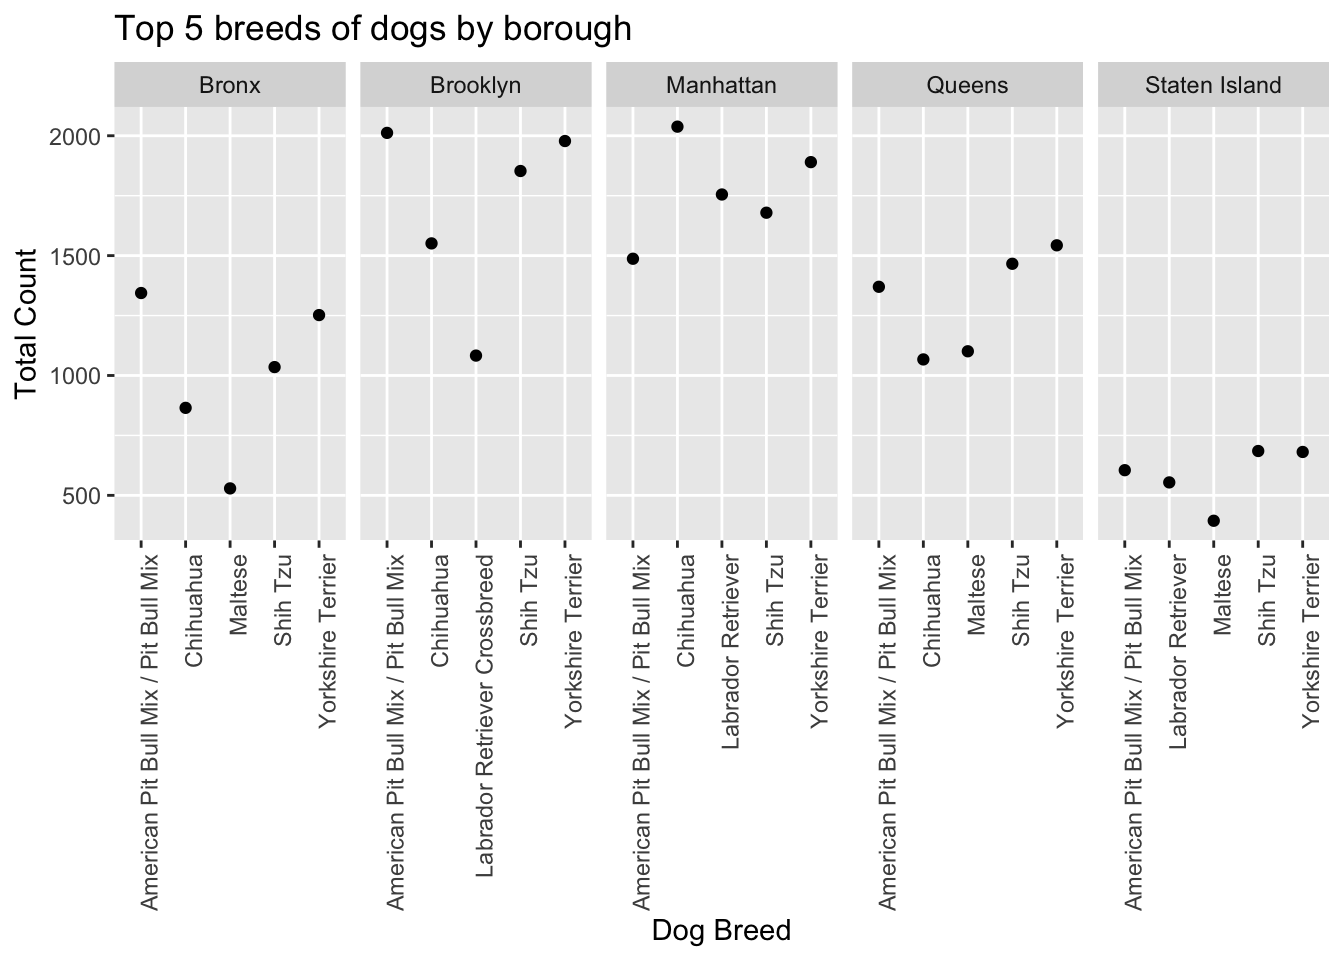 Top 5 breeds of dogs by borough
Bronx
Brooklyn
Manhattan
Queens
Staten Island
Total Count
2000
1500
1000
500
American Pit Bull Mix / Pit Bull Mix
Chihuahua
Maltese
Shih Tzu
Yorkshire Terrier
American Pit Bull Mix / Pit Bull Mix
Chihuahua
Labrador Retriever Crossbreed
Shih Tzu
Yorkshire Terrier
American Pit Bull Mix / Pit Bull Mix
Chihuahua
Labrador Retriever
Shih Tzu
Yorkshire Terrier
American Pit Bull Mix / Pit Bull Mix
Chihuahua
Maltese
Shih Tzu
Yorkshire Terrier
American Pit Bull Mix / Pit Bull Mix
Labrador Retriever
Maltese
Shih Tzu
Yorkshire Terrier
Dog Breed